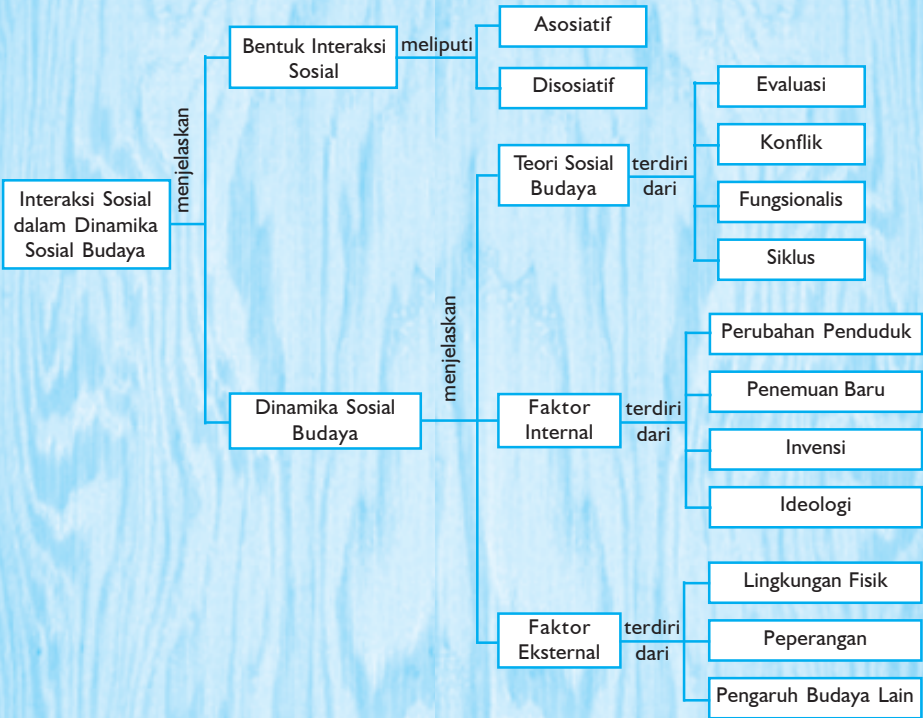 Interaksi Sosial
dalam Dinamika
Sosial Budaya
menjelaskan
Bentuk Interaksi
Sosial
meliputi
Asosiatif
Disosiatif
Dinamika Sosial
Budaya
menjelaskan
Teori Sosial
Budaya
terdiri
dari
Evaluasi
Konflik
Fungsionalis
Siklus
Faktor
Internal
terdiri
dari
Perubahan Penduduk
Penemuan Baru
Invensi
Ideologi
Faktor
Eksternal
terdiri
dari
Lingkungan Fisik
Peperangan
Pengaruh Budaya Lain